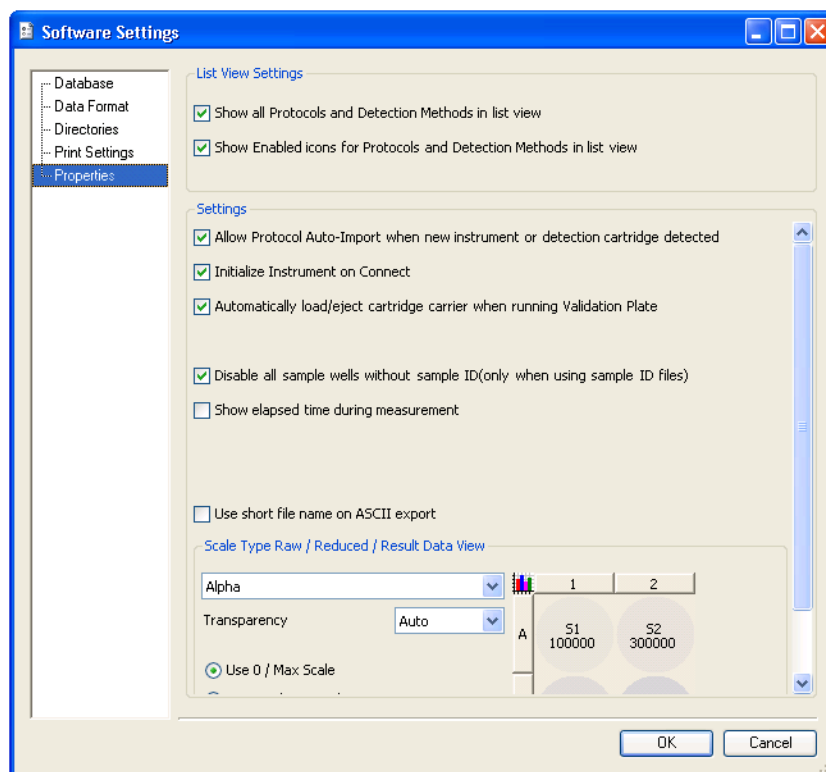 Software Settings
Database
Data Format
Directories
Print Settings
Properties
List View Settings
Show all Protocols and Detection Methods in list view
Show Enabled icons for Protocols and Detection Methods in list view
Settings
Allow Protocol Auto-Import when new instrument or detection cartridge detected
Initialize Instrument on Connect
Automatically load/eject cartridge carrier when running Validation Plate
Disable all sample wells without sample ID(only when using sample ID files)
Show elapsed time during measurement
Use short file name on ASCII export
Scale Type Raw / Reduced / Result Data View
Alpha
1 2
Transparency
Auto
A
S1 S2
100000 300000
Use 0 / Max Scale
OK Cancel